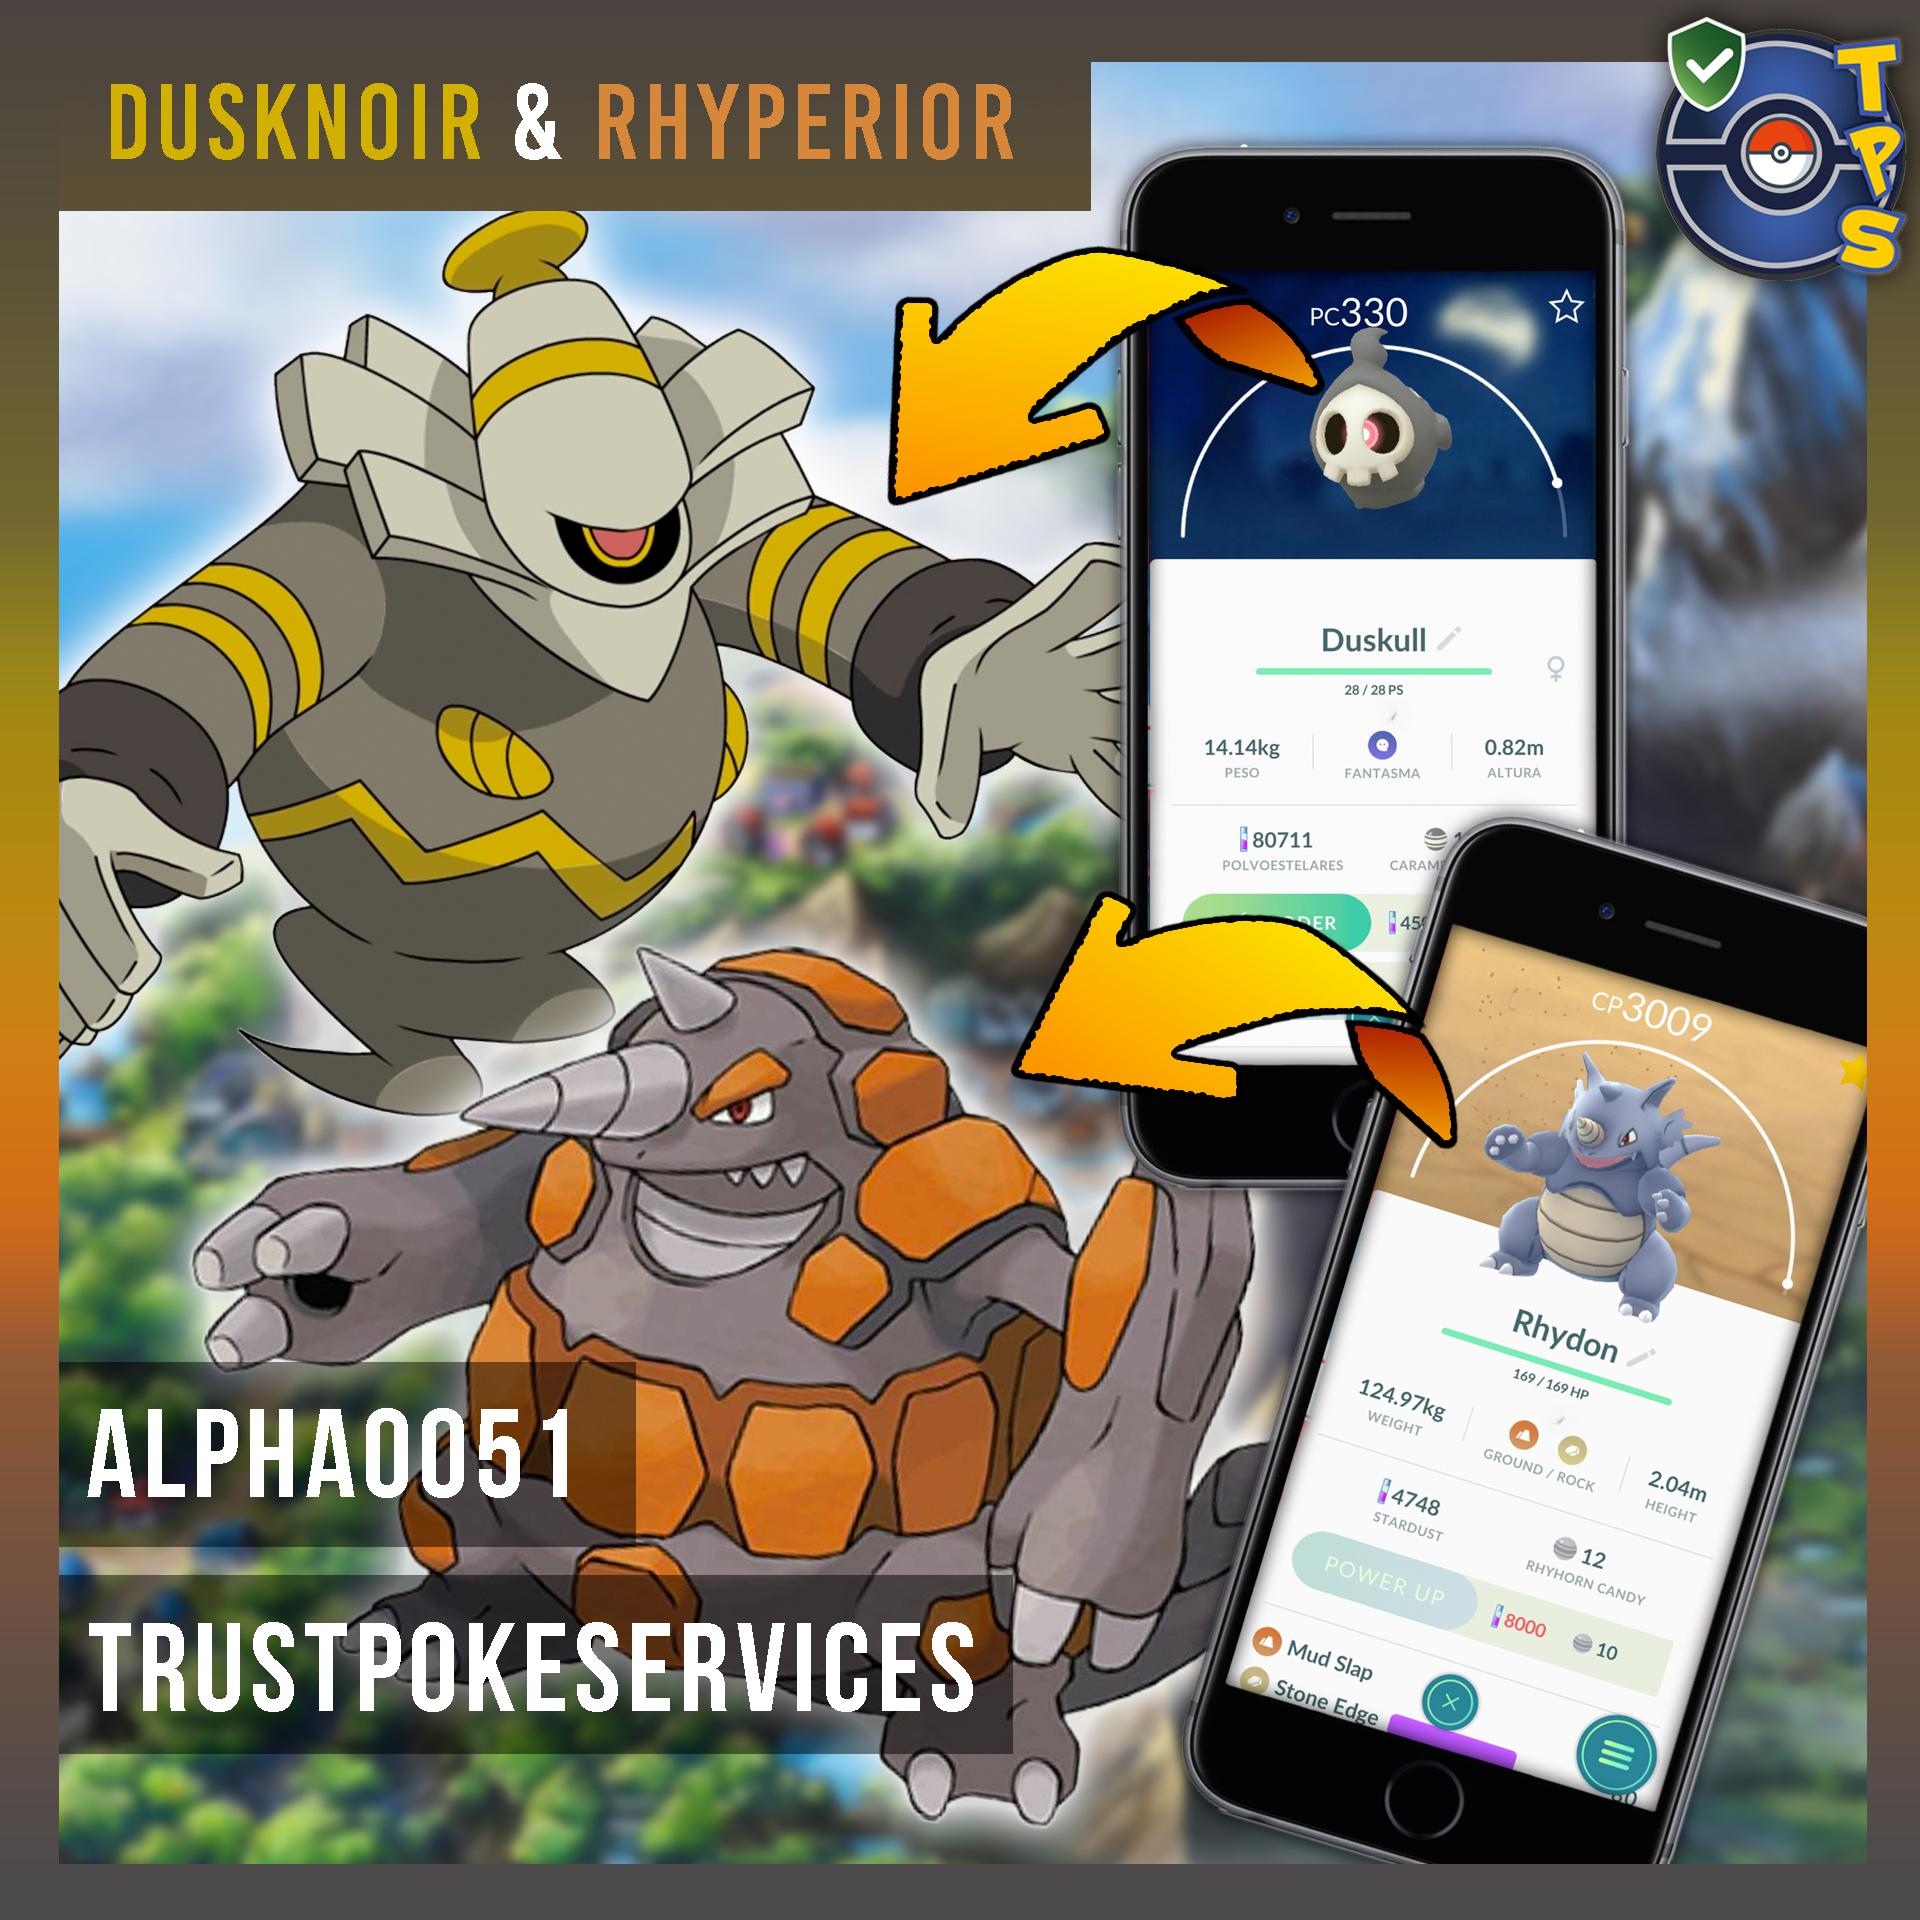 DUSKNOIR & RHYPERIOR
TPS
PC330
Duskull
28 / 28 PS
14.14kg
PESO
FANTASMA
0.82m
ALTURA
80711
POLVOESTELARES
CP3009
Rhydon
169 / 169 HP
124.97kg
WEIGHT
GROUND / ROCK
2.04m
HEIGHT
4748
STARDUST
12
RHYHORN CANDY
POWER UP
8000
10
Mud Slap
Stone Edge
ALPHA0051
TRUSTPOKESERVICES